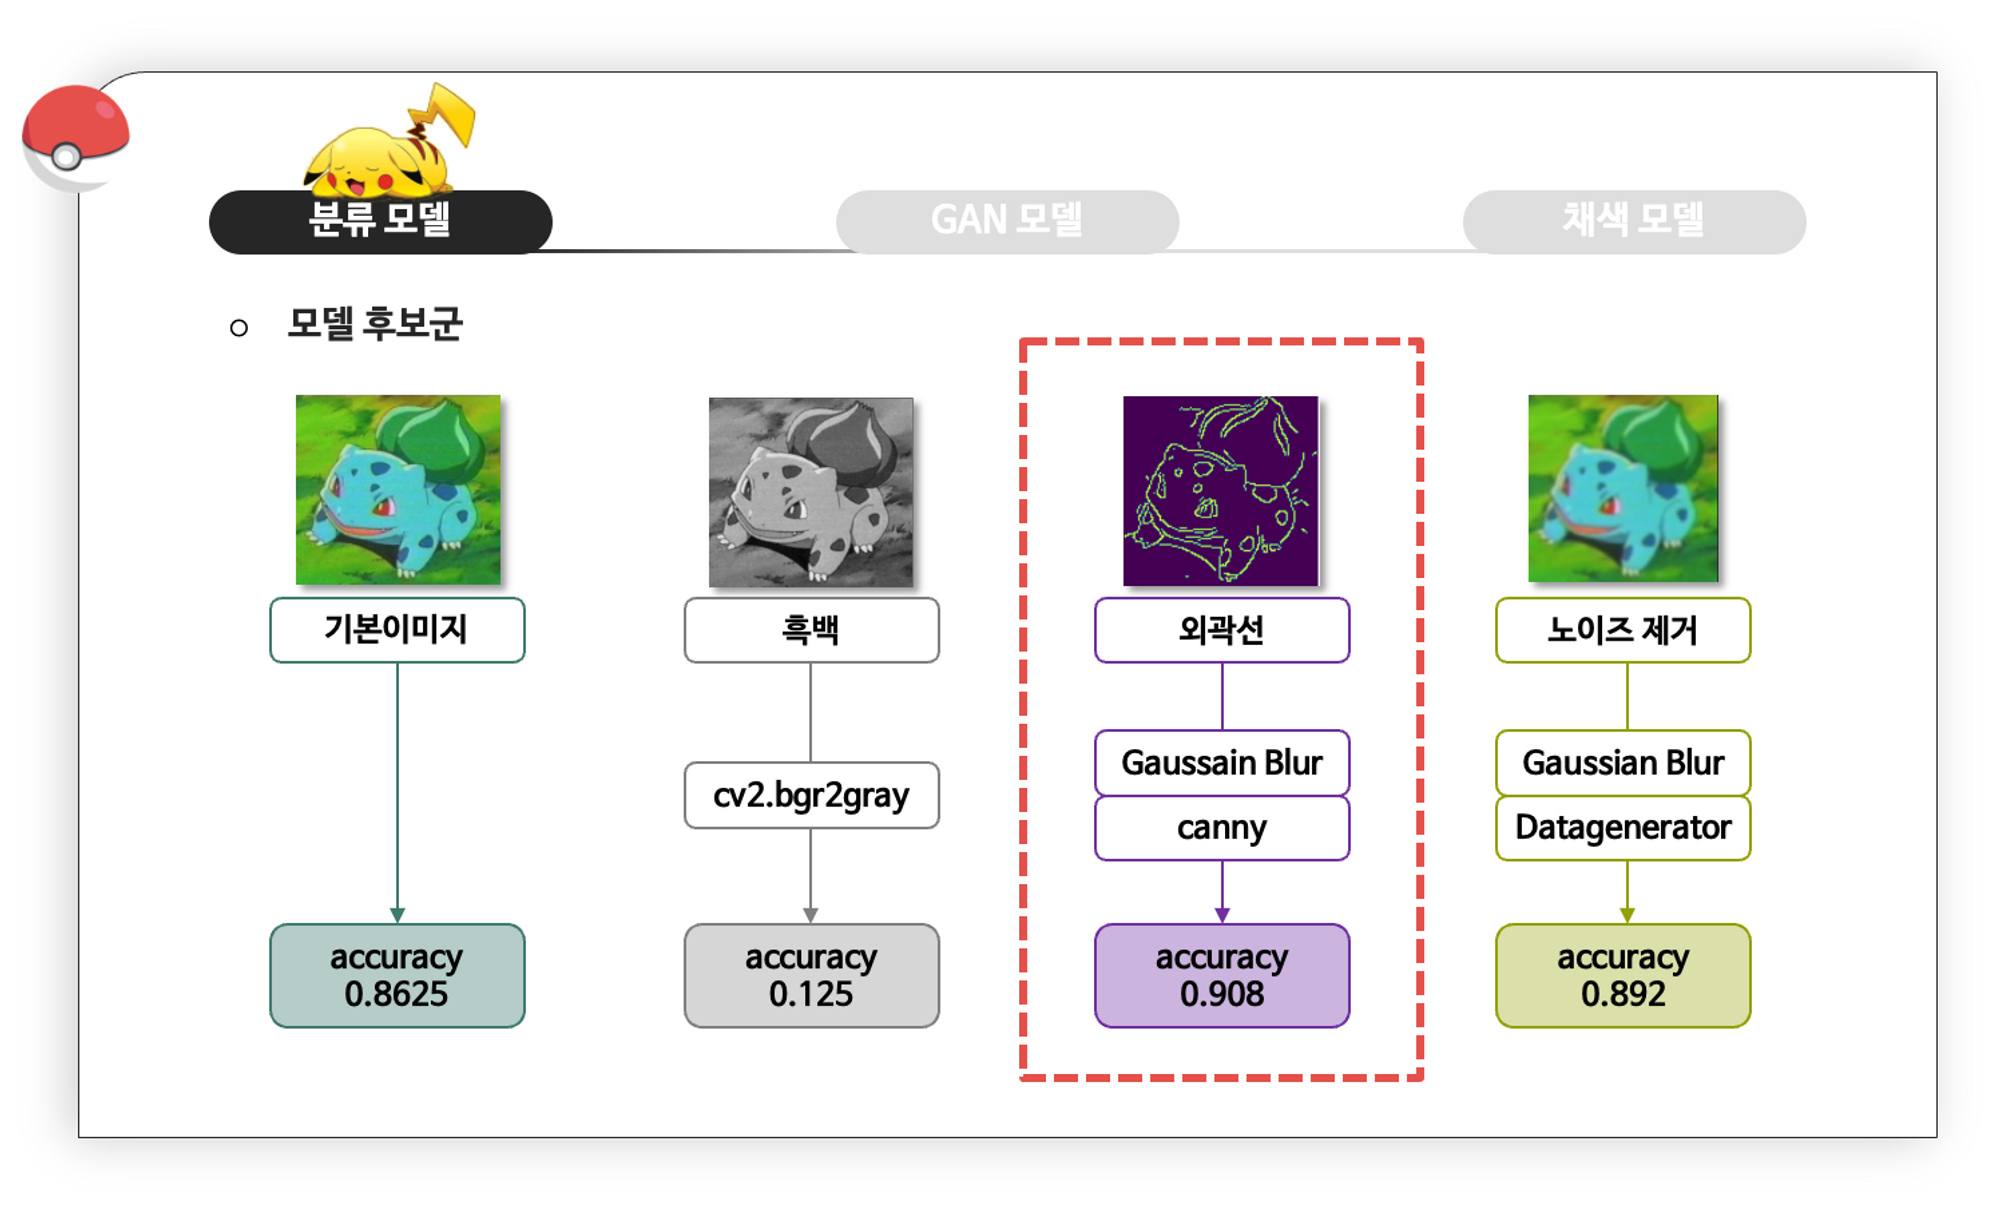 분류 모델
GAN 모델
채색 모델
모델 후보군
기본이미지
흑백
외곽선
노이즈 제거
cv2.bgr2gray
Gaussain Blur
canny
Gaussian Blur
Datagenerator
accuracy
0.8625
accuracy
0.125
accuracy
0.908
accuracy
0.892